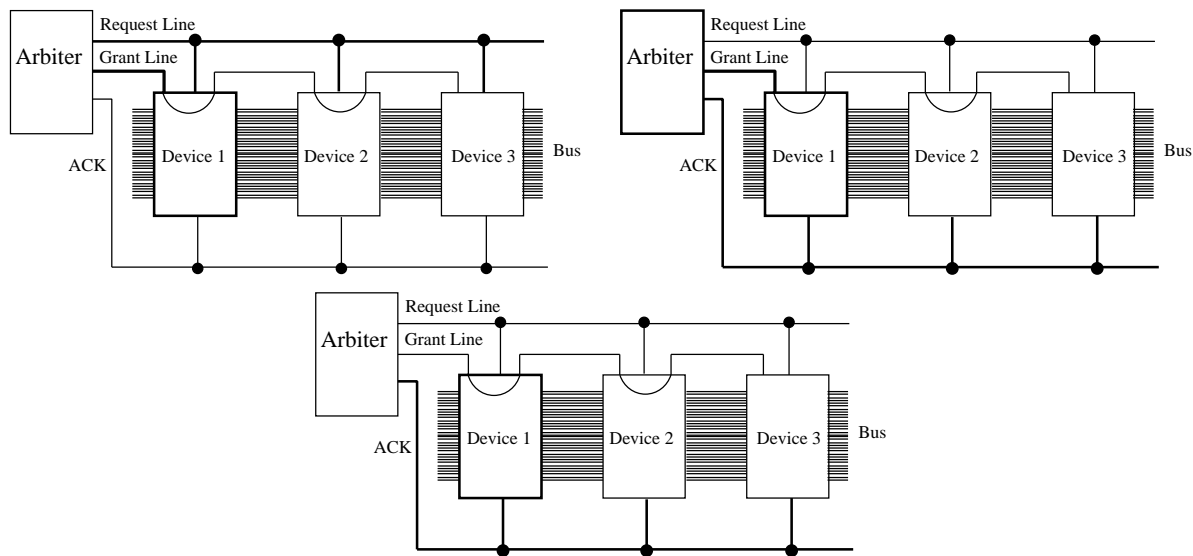 Request Line
Grant Line
Arbiter
Device 1
Device 2
Device 3
Bus
ACK
Request Line
Grant Line
Arbiter
Device 1
Device 2
Device 3
Bus
ACK
Request Line
Grant Line
Arbiter
Device 1
Device 2
Device 3
Bus
ACK